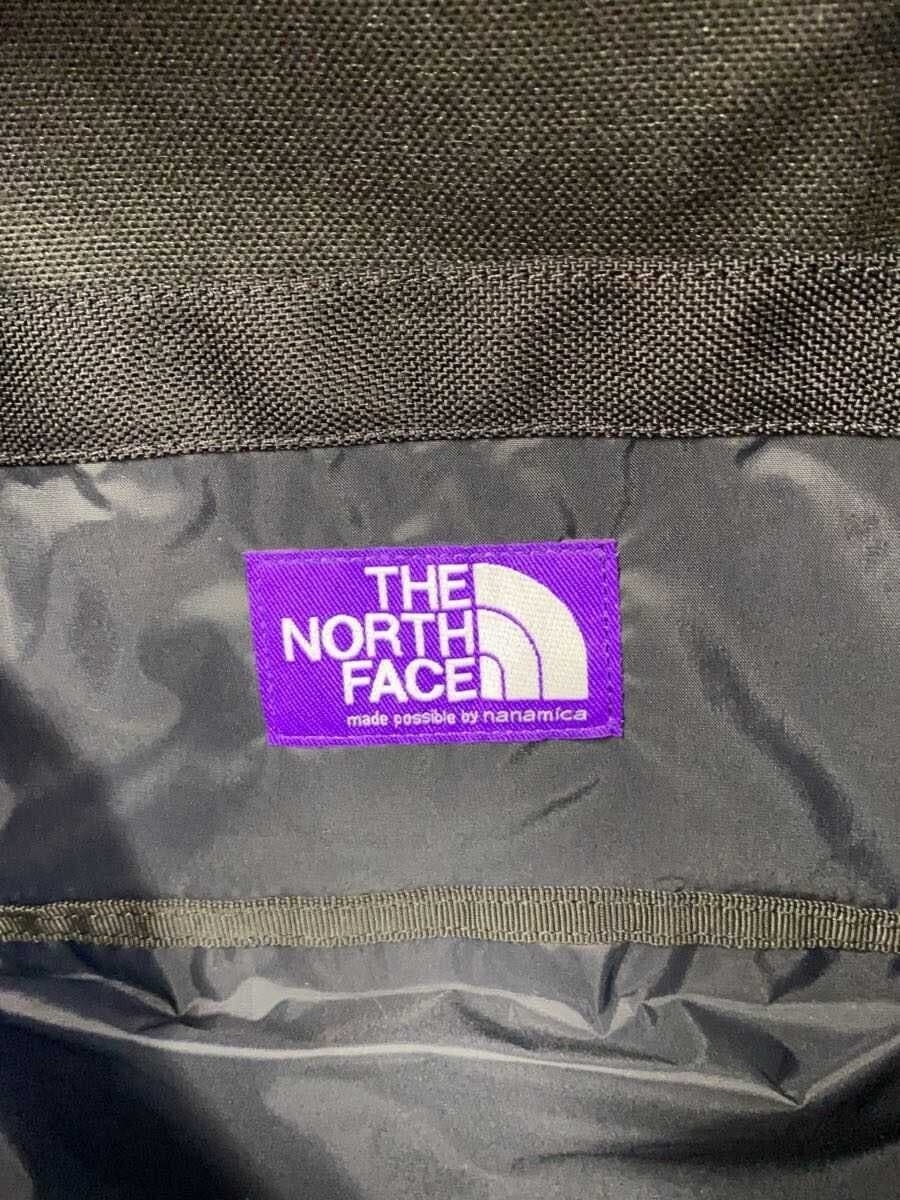 THE
NORTH
FACE
made possible by nanamica